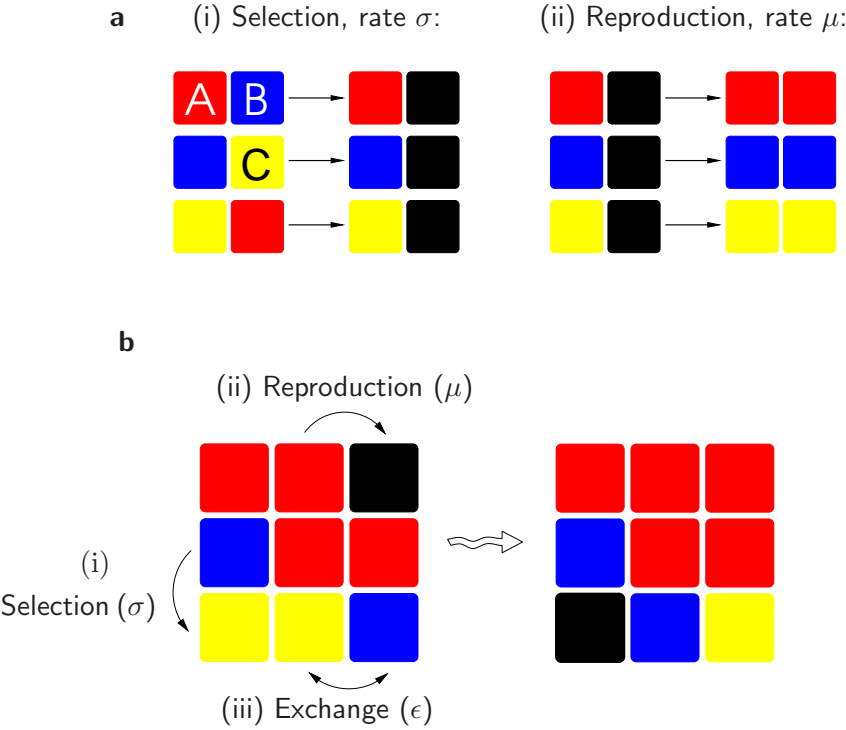 a (i) Selection, rate σ: (ii) Reproduction, rate μ:
A B
C
b
(ii) Reproduction (μ)
(i)
Selection (σ)
(iii) Exchange (ϵ)